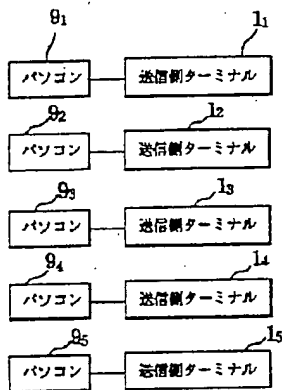 9₁ 1₁
パソコン 送信側ターミナル
9₂ 1₂
パソコン 送信側ターミナル
9₃ 1₃
パソコン 送信側ターミナル
9₄ 1₄
パソコン 送信側ターミナル
9₅ 1₅
パソコン 送信側ターミナル